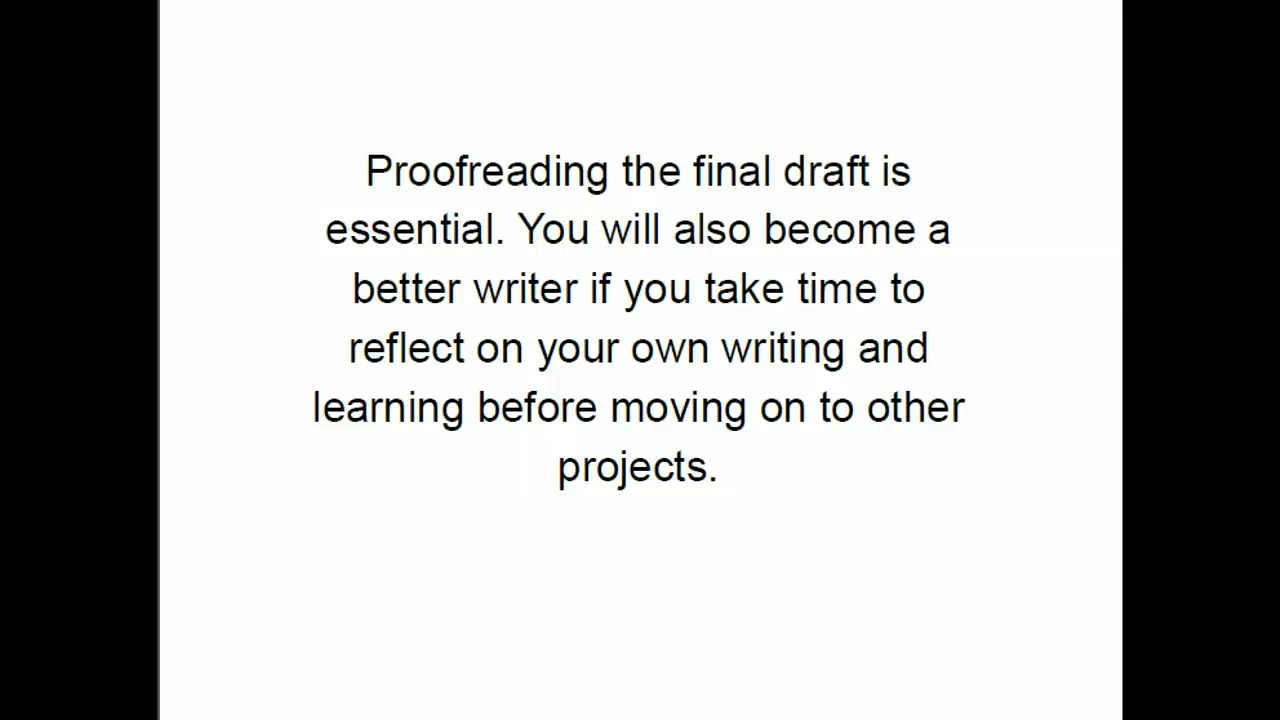 Proofreading the final draft is
essential. You will also become a
better writer if you take time to
reflect on your own writing and
learning before moving on to other
projects.